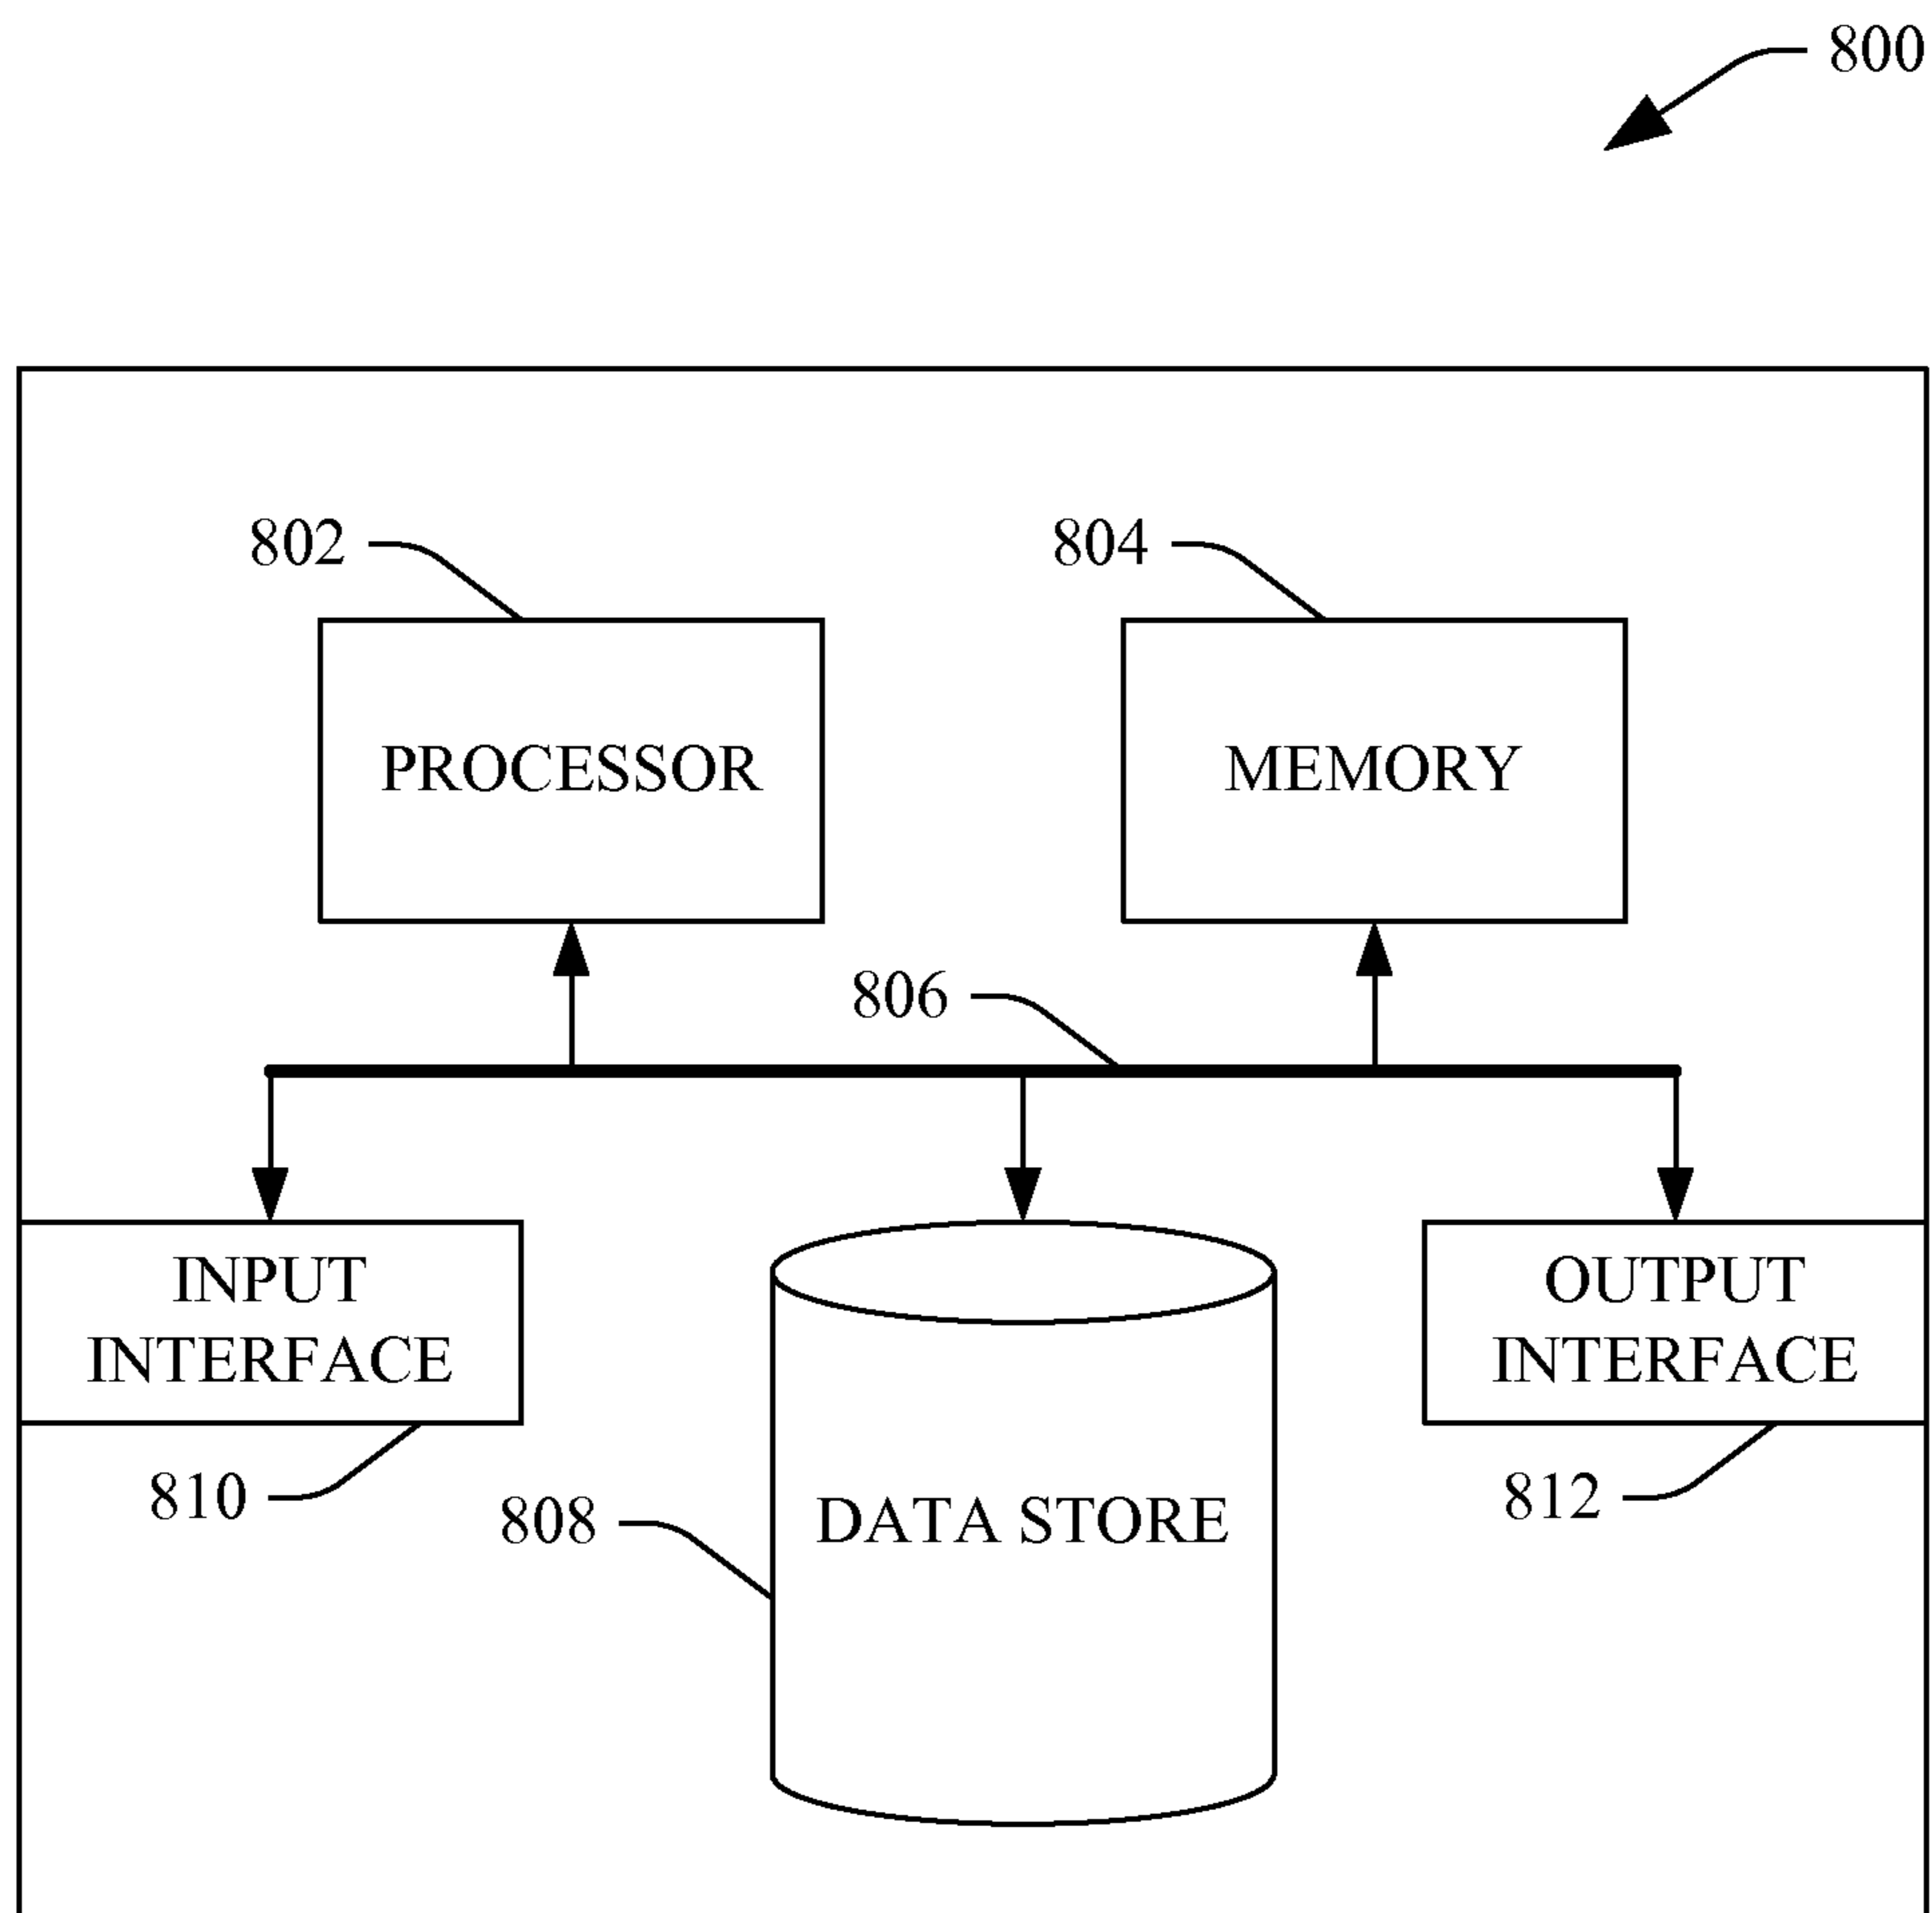 800
802
804
PROCESSOR
MEMORY
806
INPUT
INTERFACE
OUTPUT
INTERFACE
810
808
DATA STORE
812